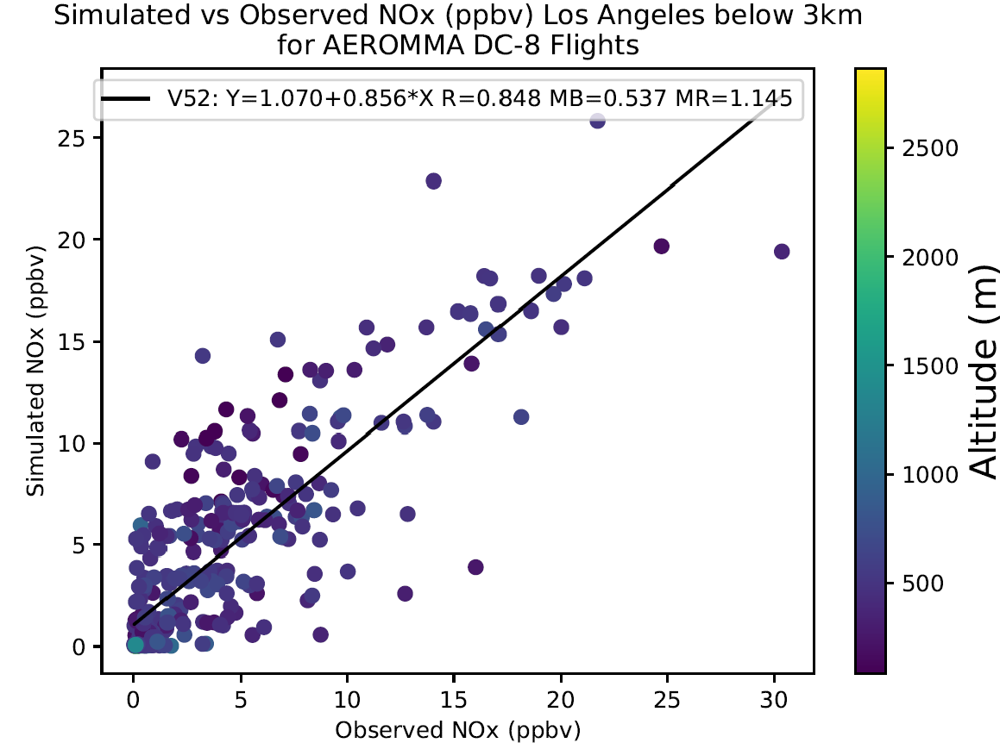 Simulated vs Observed NOx (ppbv) Los Angeles below 3km
for AEROMMA DC-8 Flights
V52: Y=1.070+0.856*X R=0.848 MB=0.537 MR=1.145
Simulated NOx (ppbv)
25
20
15
10
5
0
0 5 10 15 20 25 30
Observed NOx (ppbv)
2500
2000
1500
1000
500
Altitude (m)